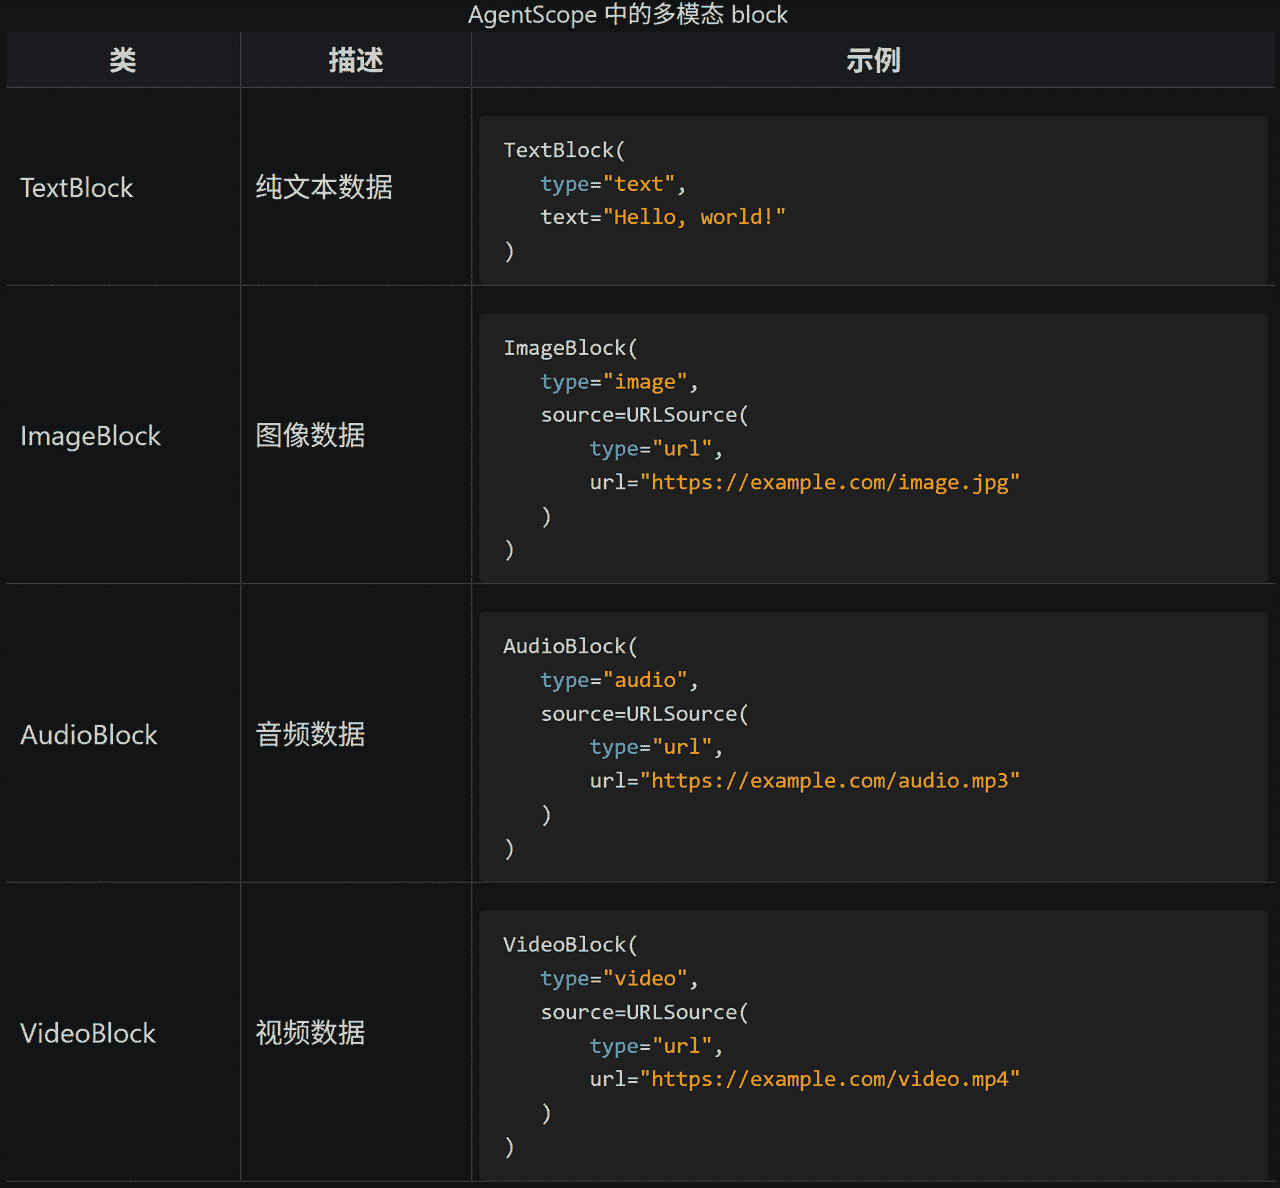 AgentScope 中的多模态 block
类 描述 示例
TextBlock 纯文本数据
TextBlock(
type="text",
text="Hello, world!"
)
ImageBlock 图像数据
ImageBlock(
type="image",
source=URLSource(
type="url",
url="https://example.com/image.jpg"
)
)
AudioBlock 音频数据
AudioBlock(
type="audio",
source=URLSource(
type="url",
url="https://example.com/audio.mp3"
)
)
VideoBlock 视频数据
VideoBlock(
type="video",
source=URLSource(
type="url",
url="https://example.com/video.mp4"
)
)